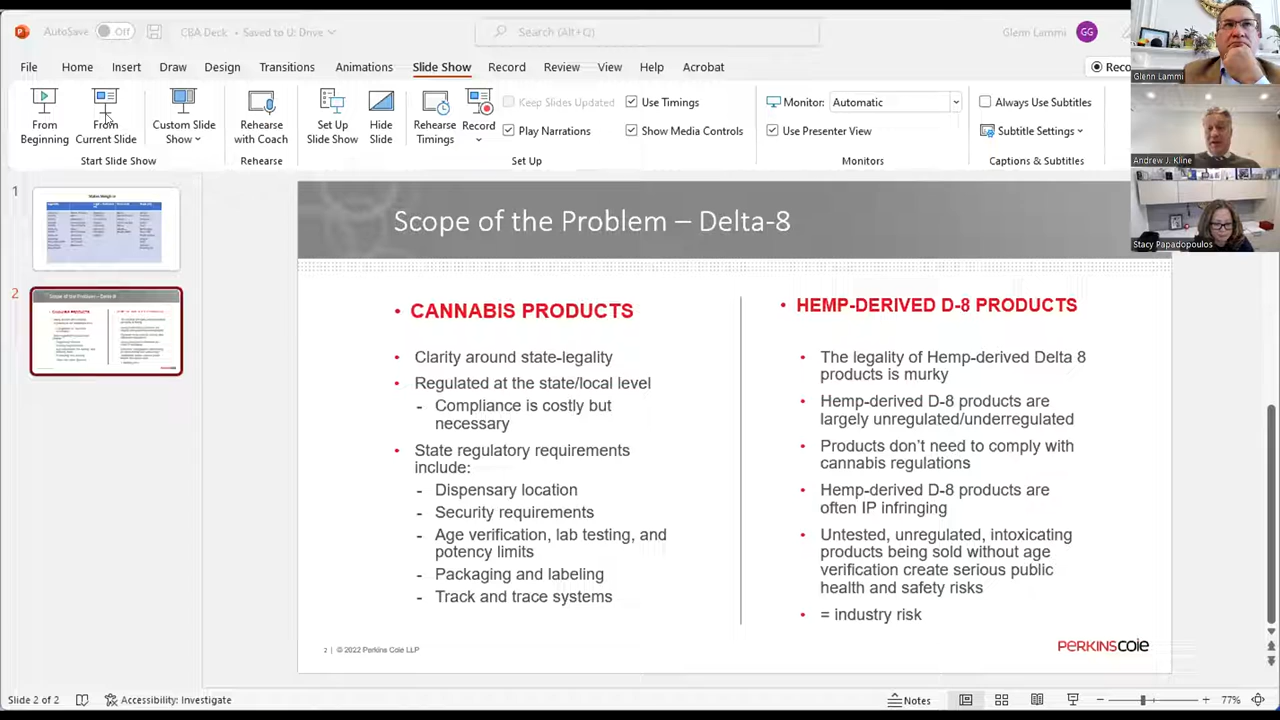 AutoSave Off CBA Deck • Saved to U: Drive Search (Alt+Q) Glenn Lammi GG
File Home Insert Draw Design Transitions Animations Slide Show Record Review View Help Acrobat Reco
From Beginning
From Current Slide
Custom Slide Show
Start Slide Show
Rehearse with Coach
Rehearse
Set Up Slide Show
Hide Slide
Rehearse Timings
Record
Keep Slides Updated
Play Narrations
Use Timings
Show Media Controls
Set Up
Monitor: Automatic
Use Presenter View
Monitors
Always Use Subtitles
Subtitle Settings
Captions & Subtitles
Glenn Lammi
Andrew J. Kline
Stacy Papadopoulos
1
2
Scope of the Problem – Delta-8
• CANNABIS PRODUCTS
• Clarity around state-legality
• Regulated at the state/local level
- Compliance is costly but
necessary
• State regulatory requirements
include:
- Dispensary location
- Security requirements
- Age verification, lab testing, and
potency limits
- Packaging and labeling
- Track and trace systems
• HEMP-DERIVED D-8 PRODUCTS
• The legality of Hemp-derived Delta 8
products is murky
• Hemp-derived D-8 products are
largely unregulated/underregulated
• Products don't need to comply with
cannabis regulations
• Hemp-derived D-8 products are
often IP infringing
• Untested, unregulated, intoxicating
products being sold without age
verification create serious public
health and safety risks
• = industry risk
2 | © 2022 Perkins Coie LLP
PERKINSCOIE
Slide 2 of 2 Accessibility: Investigate Notes 77%